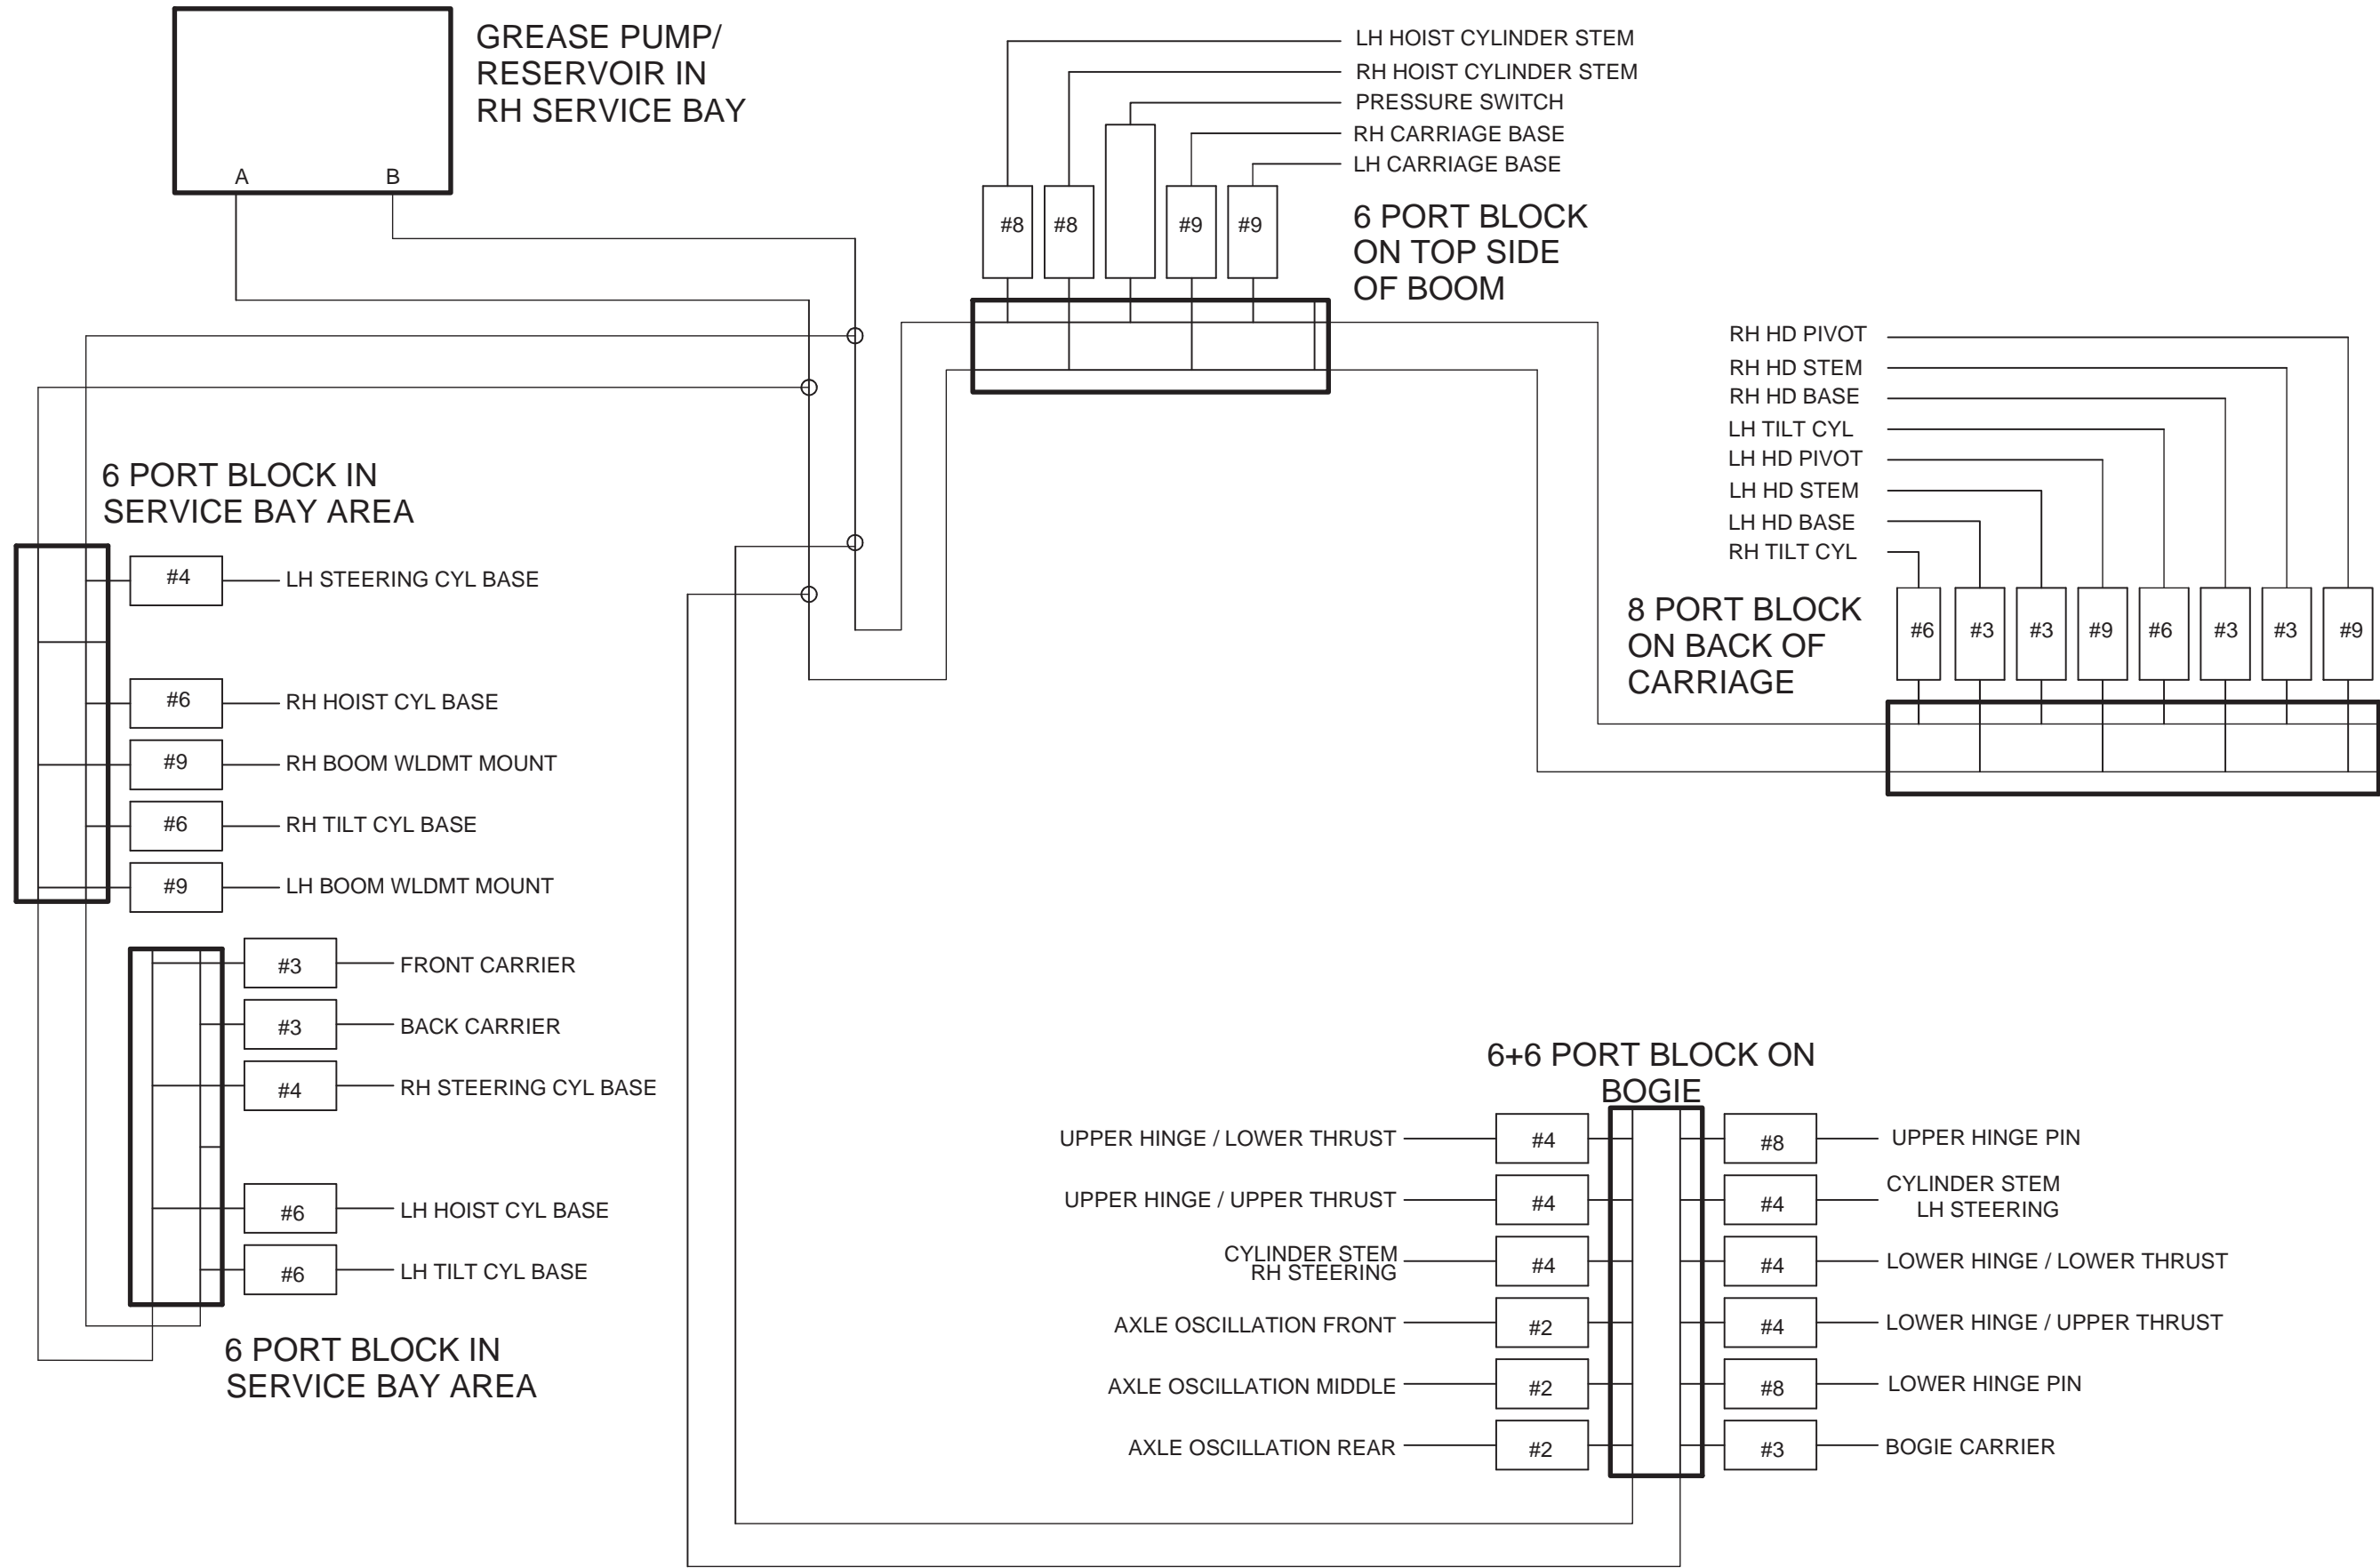 GREASE PUMP/
RESERVOIR IN
RH SERVICE BAY
A
B
LH HOIST CYLINDER STEM
RH HOIST CYLINDER STEM
PRESSURE SWITCH
RH CARRIAGE BASE
LH CARRIAGE BASE
#8
#8
#9
#9
6 PORT BLOCK
ON TOP SIDE
OF BOOM
RH HD PIVOT
RH HD STEM
RH HD BASE
LH TILT CYL
LH HD PIVOT
LH HD STEM
LH HD BASE
RH TILT CYL
8 PORT BLOCK
ON BACK OF
CARRIAGE
#6
#3
#3
#9
#6
#3
#3
#9
6 PORT BLOCK IN
SERVICE BAY AREA
#4
LH STEERING CYL BASE
#6
RH HOIST CYL BASE
#9
RH BOOM WLDMT MOUNT
#6
RH TILT CYL BASE
#9
LH BOOM WLDMT MOUNT
#3
FRONT CARRIER
#3
BACK CARRIER
#4
RH STEERING CYL BASE
#6
LH HOIST CYL BASE
#6
LH TILT CYL BASE
6 PORT BLOCK IN
SERVICE BAY AREA
6+6 PORT BLOCK ON
BOGIE
UPPER HINGE / LOWER THRUST
#4
#8
UPPER HINGE PIN
UPPER HINGE / UPPER THRUST
#4
#4
CYLINDER STEM
LH STEERING
CYLINDER STEM
RH STEERING
#4
#4
LOWER HINGE / LOWER THRUST
AXLE OSCILLATION FRONT
#2
#4
LOWER HINGE / UPPER THRUST
AXLE OSCILLATION MIDDLE
#2
#8
LOWER HINGE PIN
AXLE OSCILLATION REAR
#2
#3
BOGIE CARRIER